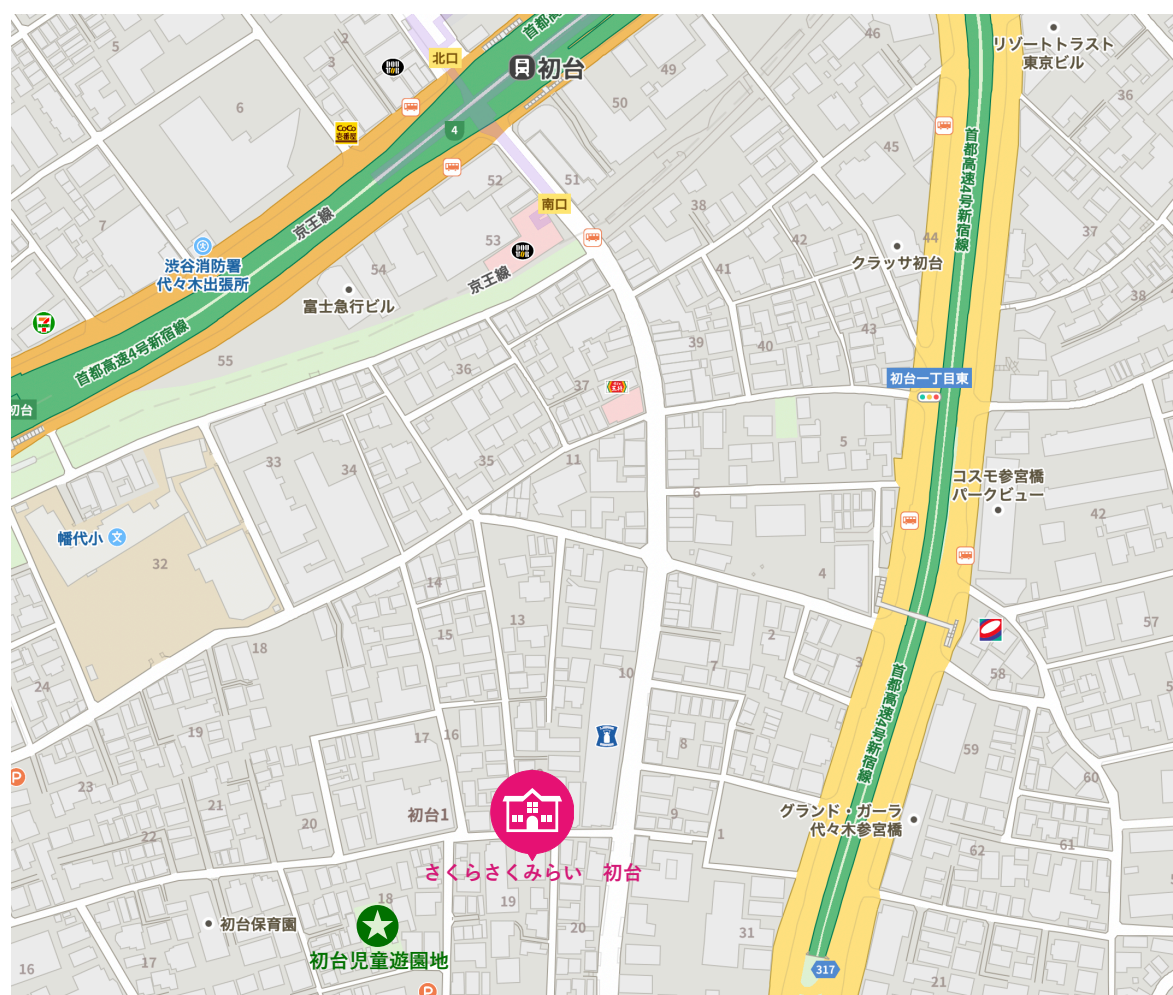 首都高
46
リゾートトラスト
東京ビル
2
5
3
北口
初台
49
6
50
36
CoCo
壱番屋
4
首都高速4号新宿線
45
52
51
南口
38
7
京王線
53
42
44
37
渋谷消防署
代々木出張所
54
京王線
クラッサ初台
41
38
富士急行ビル
7
首都高速4号新宿線
55
39
40
43
36
37
初台一丁目東
初台
33
34
35
11
5
コスモ参宮橋
パークビュー
6
42
幡代小
文
32
4
14
13
57
15
2
18
3
24
10
7
58
首都高速4号新宿線
19
17
16
8
59
23
P
21
60
初台1
9
グランド・ガーラ
代々木参宮橋
20
22
1
61
62
さくらさくみらい 初台
18
19
初台保育園
20
31
初台児童遊園地
16
17
317
21
P